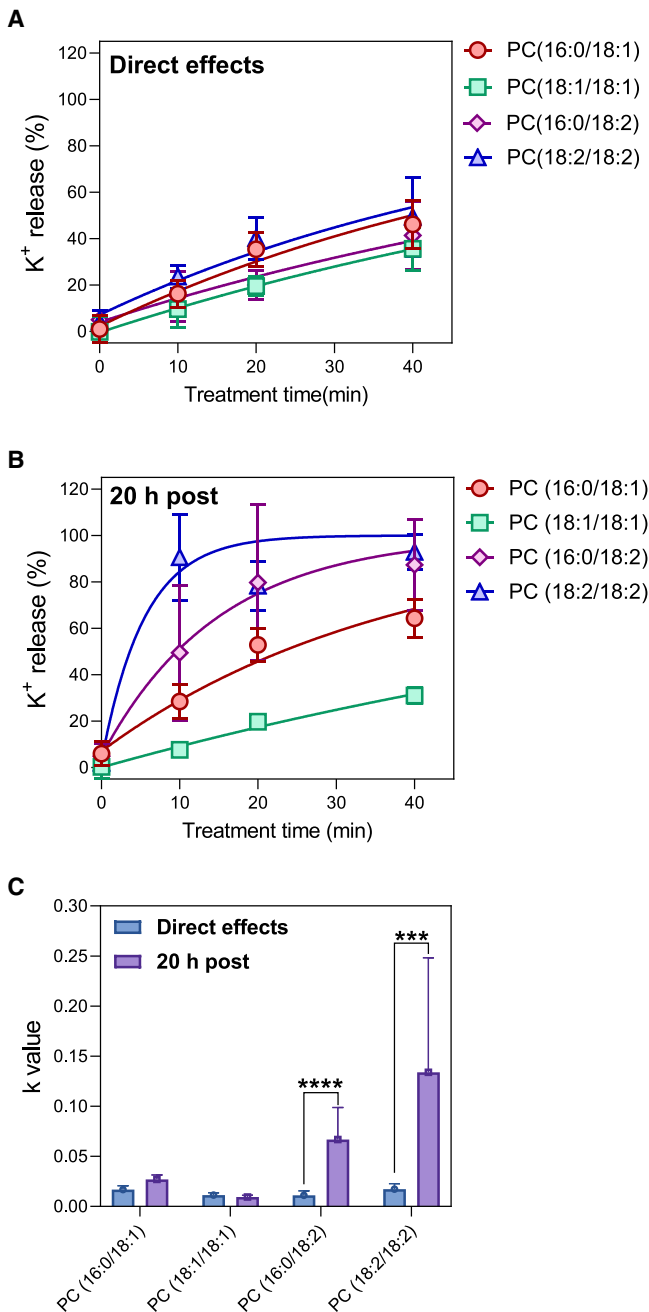 A
Direct effects
K⁺ release (%)
120
100
80
60
40
20
0
0 10 20 30 40
Treatment time(min)
PC(16:0/18:1)
PC(18:1/18:1)
PC(16:0/18:2)
PC(18:2/18:2)
B
20 h post
K⁺ release (%)
120
100
80
60
40
20
0
0 10 20 30 40
Treatment time (min)
PC (16:0/18:1)
PC (18:1/18:1)
PC (16:0/18:2)
PC (18:2/18:2)
C
Direct effects
20 h post
k value
0.30
0.25
0.20
0.15
0.10
0.05
0.00
****
***
PC (16:0/18:1)
PC (18:1/18:1)
PC (16:0/18:2)
PC (18:2/18:2)